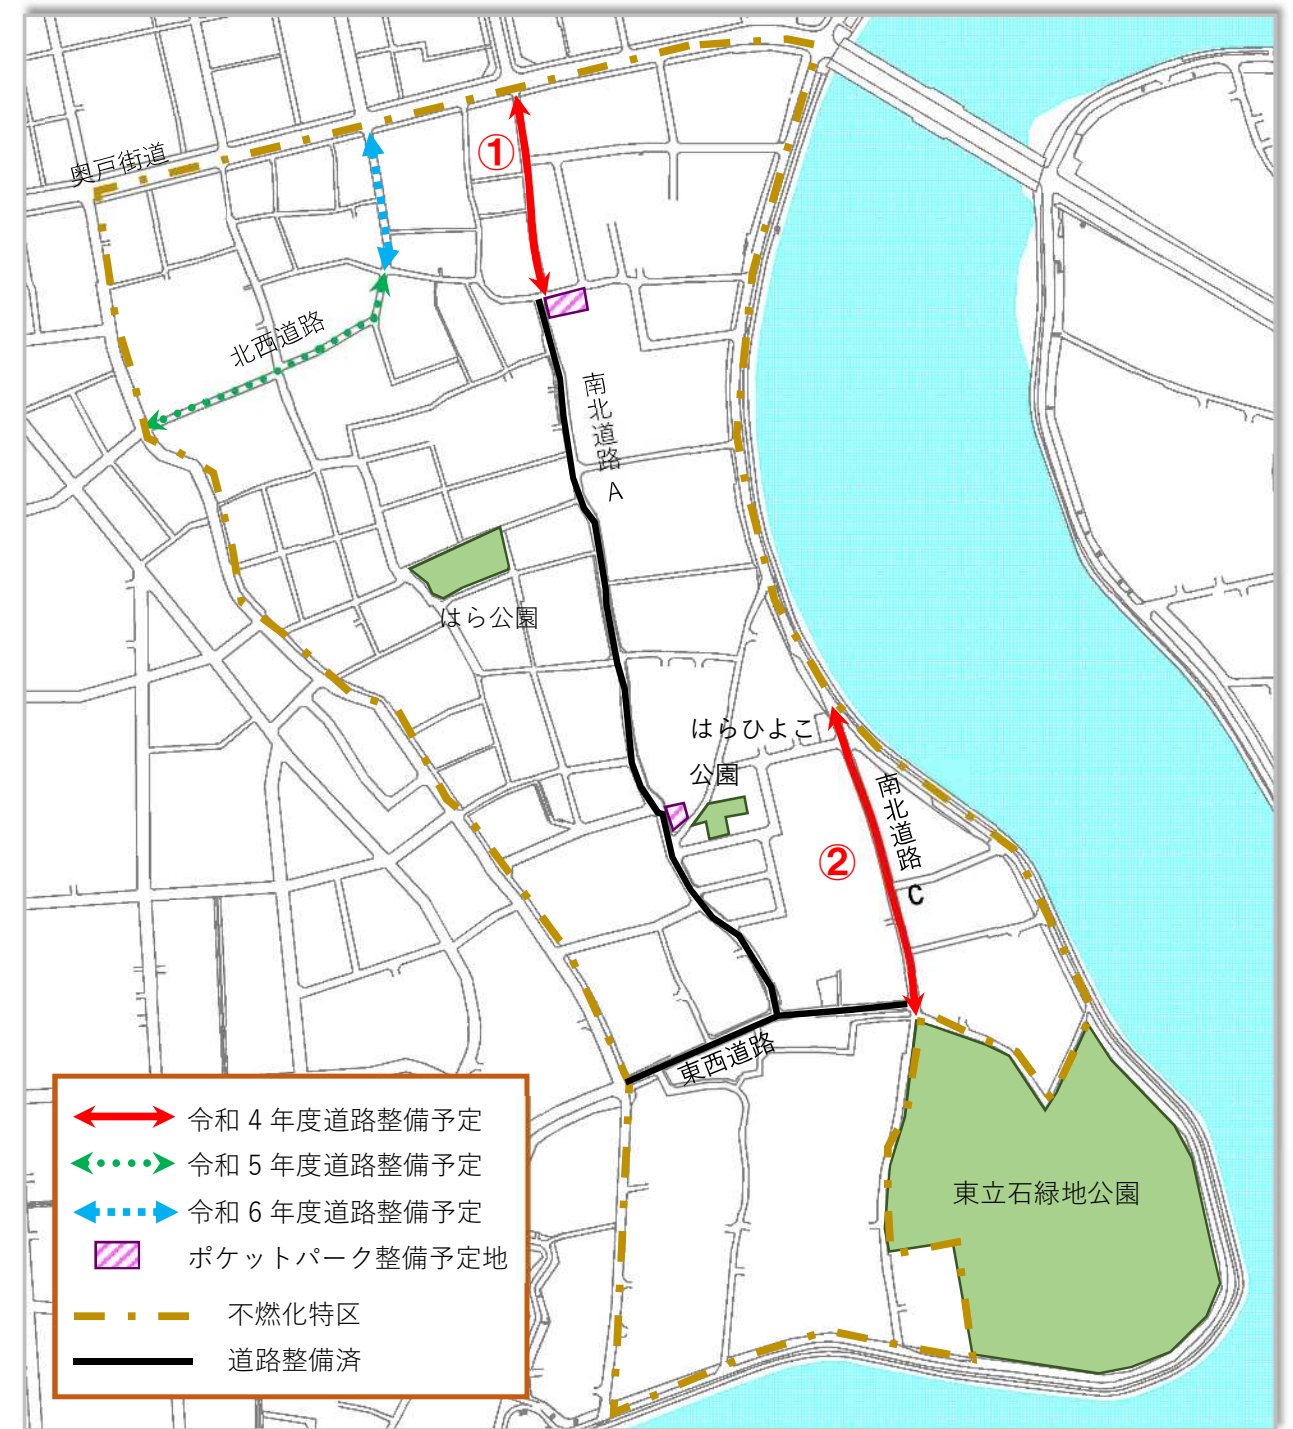 奥戸街道
①
北西道路
南北道路 A
はら公園
はらひよこ
公園
南北道路 C
②
東西道路
東立石緑地公園
令和 4 年度道路整備予定
令和 5 年度道路整備予定
令和 6 年度道路整備予定
ポケットパーク整備予定地
不燃化特区
道路整備済